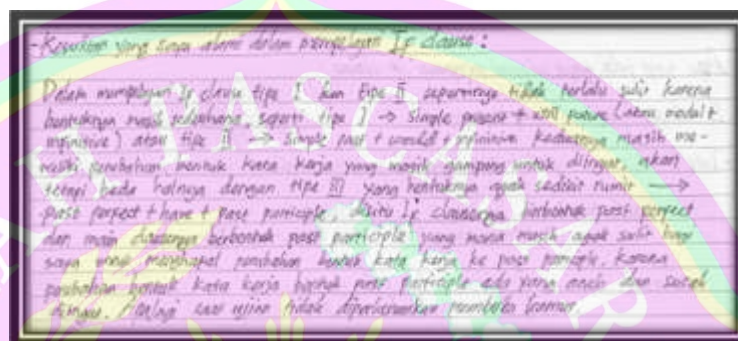 - Kesulitan yang saya alami dalam mempelajari If clause :
Dalam mempelajari If clause tipe I dan tipe II sepertinya tidak terlalu sulit karena
bentuknya masih sederhana, seperti tipe I → simple present + will future (atau modal +
infinitive) atau tipe II → simple past + would + infinitive. Keduanya masih me-
miliki perubahan bentuk kata kerja yang masih gampang untuk diingat, akan
tetapi beda halnya dengan tipe III yang bentuknya agak sedikit rumit →
past perfect + have + past participle, disitu If clausenya berbentuk past perfect
dan main clausenya berbentuk past participle yang mana masih agak sulit bagi
saya untuk menghapal perubahan bentuk kata kerja ke past participle. karena
perubahan bentuk kata kerja bentuk past participle ada yang aneh dan susah
diingat. Apalagi saat ujian tidak diperkenankan membuka kamus.
PASCASAR